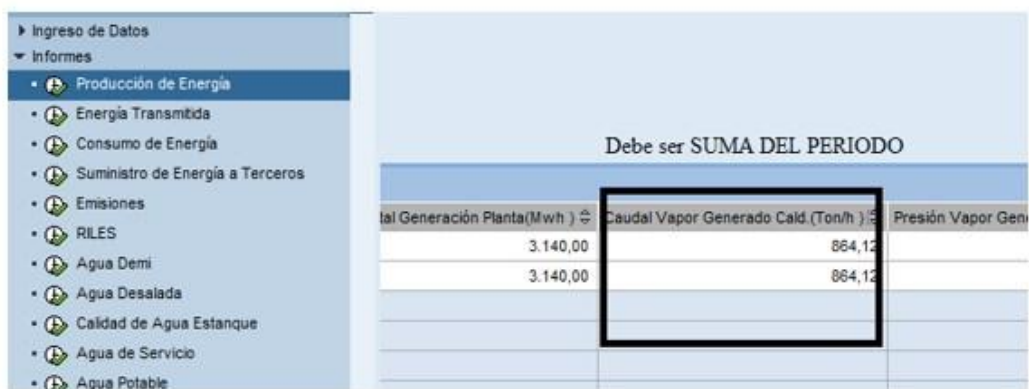 Ingreso de Datos
Informes
Producción de Energía
Energía Transmitida
Consumo de Energía
Suministro de Energía a Terceros
Emisiones
RILES
Agua Demi
Agua Desalada
Calidad de Agua Estanque
Agua de Servicio
Agua Potable
Debe ser SUMA DEL PERIODO
tal Generación Planta(Mwh ) Caudal Vapor Generado Cald.(Ton/h ) Presión Vapor Gen
3.140,00 864,12
3.140,00 864,12